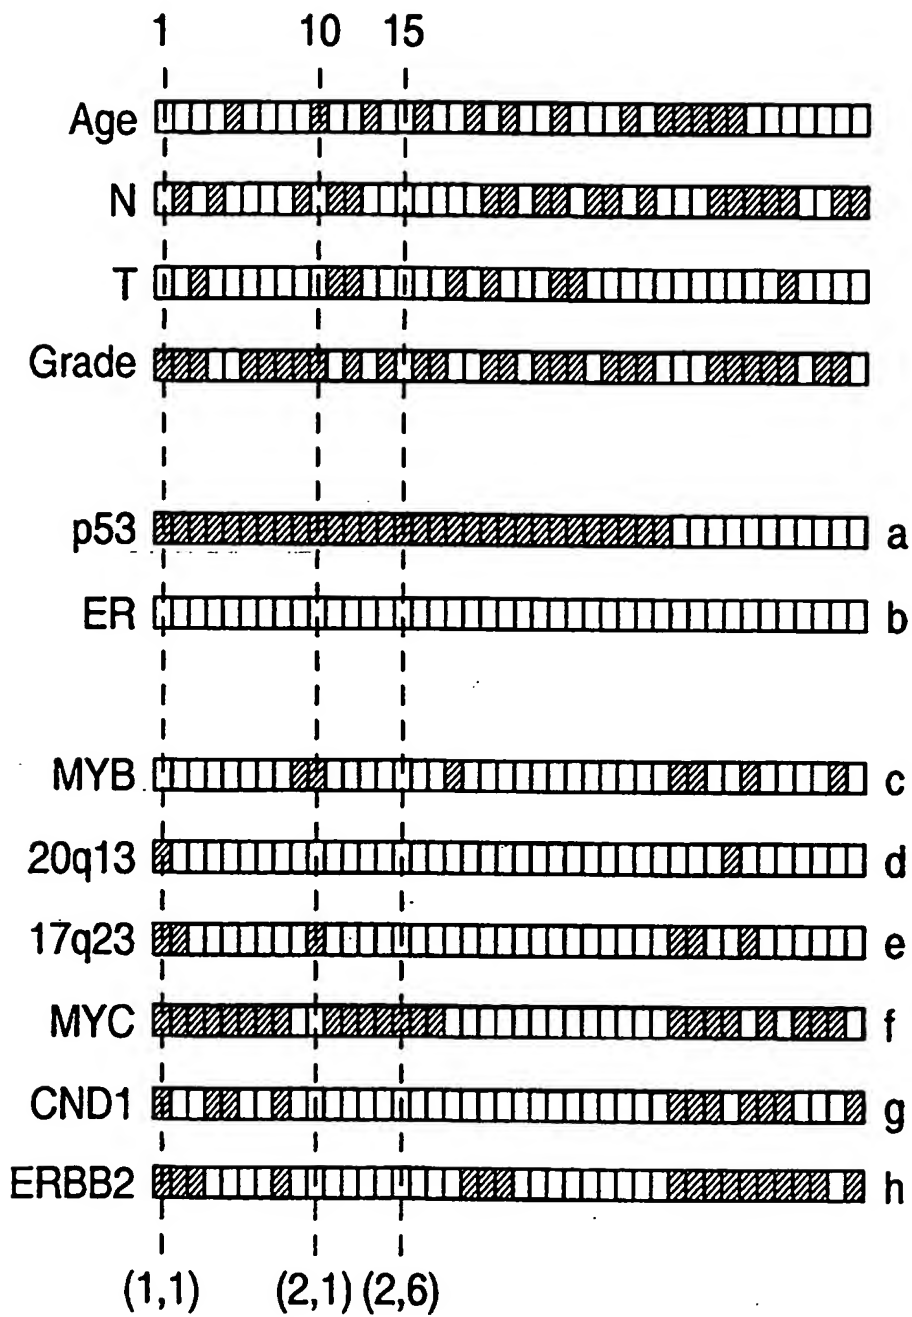 1 10 15
Age
N
T
Grade
p53 a
ER b
MYB c
20q13 d
17q23 e
MYC f
CND1 g
ERBB2 h
(1,1) (2,1) (2,6)